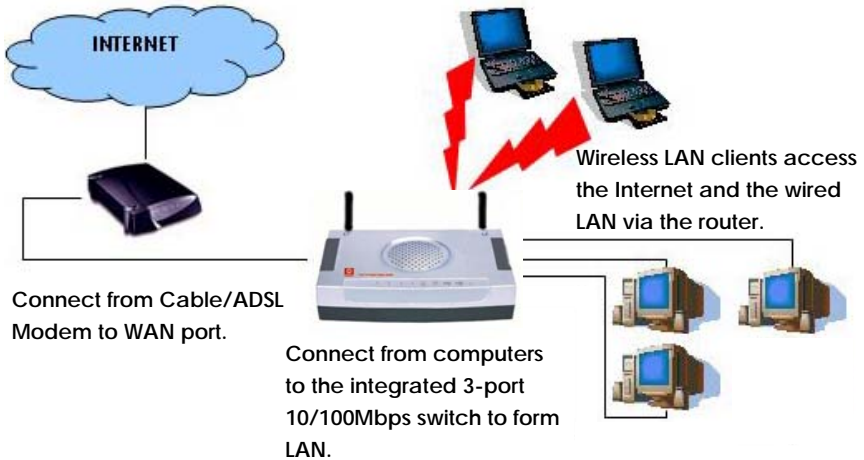 INTERNET
Wireless LAN clients access
the Internet and the wired
LAN via the router.
Connect from Cable/ADSL
Modem to WAN port.
Connect from computers
to the integrated 3-port
10/100Mbps switch to form
LAN.